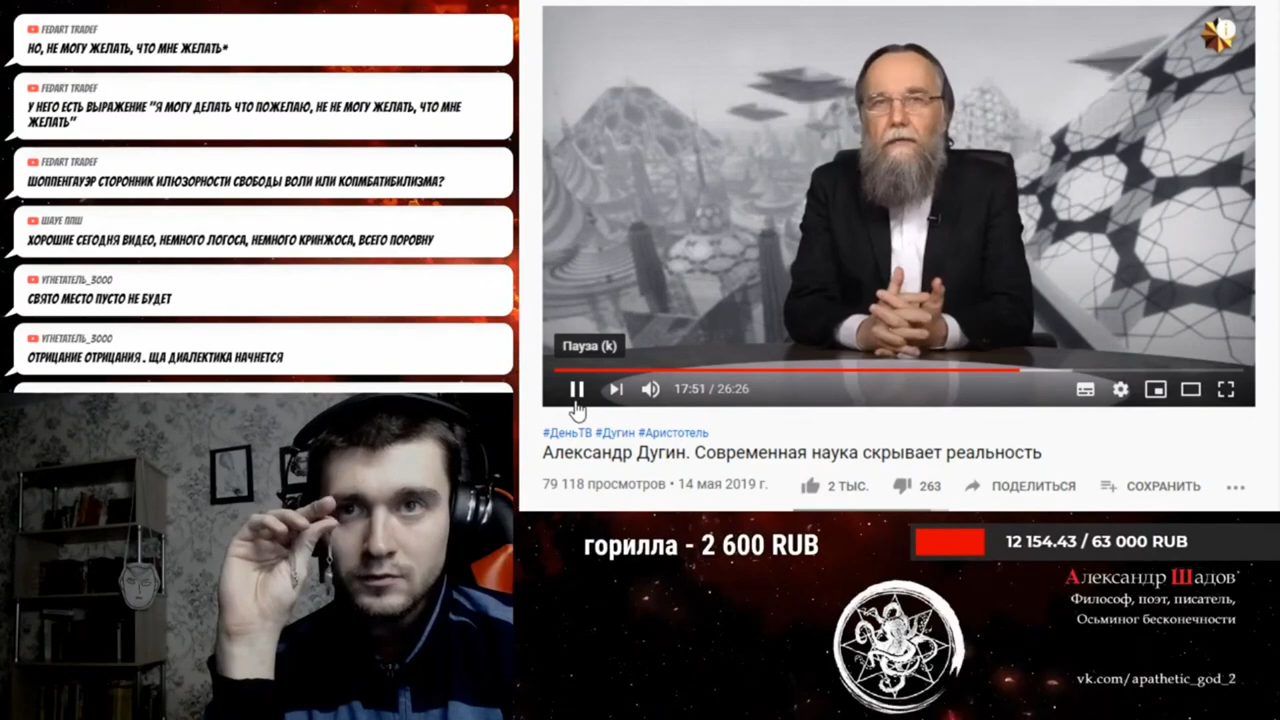 FEDART TRADEF
НО, НЕ МОГУ ЖЕЛАТЬ, ЧТО МНЕ ЖЕЛАТЬ*
FEDART TRADEF
У НЕГО ЕСТЬ ВЫРАЖЕНИЕ "Я МОГУ ДЕЛАТЬ ЧТО ПОЖЕЛАЮ, НЕ НЕ МОГУ ЖЕЛАТЬ, ЧТО МНЕ
ЖЕЛАТЬ"
FEDART TRADEF
ШОППЕНГАУЭР СТОРОННИК ИЛЮЗОРНОСТИ СВОБОДЫ ВОЛИ ИЛИ КОПМБАТИБИЛИЗМА?
ШАУЕ ППШ
ХОРОШИЕ СЕГОДНЯ ВИДЕО, НЕМНОГО ЛОГОСА, НЕМНОГО КРИНЖОСА, ВСЕГО ПОРОВНУ
УГНЕТАТЕЛЬ_3000
СВЯТО МЕСТО ПУСТО НЕ БУДЕТ
УГНЕТАТЕЛЬ_3000
ОТРИЦАНИЕ ОТРИЦАНИЯ . ЩА ДИАЛЕКТИКА НАЧНЕТСЯ
Пауза (k)
17:51 / 26:26
#ДеньТВ #Дугин #Аристотель
Александр Дугин. Современная наука скрывает реальность
79 118 просмотров • 14 мая 2019 г.
2 ТЫС.
263
ПОДЕЛИТЬСЯ
СОХРАНИТЬ
горилла - 2 600 RUB
12 154.43 / 63 000 RUB
Александр Шадов
Философ, поэт, писатель,
Осьминог бесконечности
vk.com/apathetic_god_2